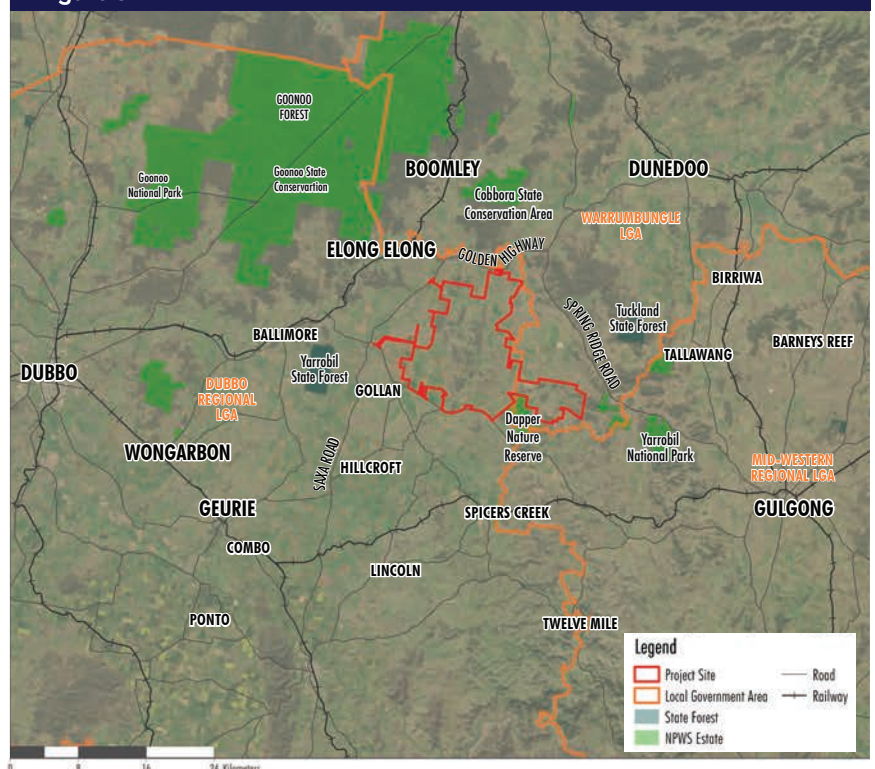 GOONOO
FOREST
Goonoo
National Park
Goonoo State
Conservartion
BOOMLEY
DUNEDOO
Cobbora State
Conservation Area
WARRUMBUNGLE
LGA
ELONG ELONG
GOLDEN HIGHWAY
BIRRIWA
SPRING RIDGE ROAD
Tuckland
State Forest
BALLIMORE
BARNEYS REEF
TALLAWANG
Yarrobil
State Forest
DUBBO
DUBBO
REGIONAL
LGA
GOLLAN
Dapper
Nature
Reserve
Yarrobil
National Park
WONGARBON
SAXA ROAD
HILLCROFT
MID-WESTERN
REGIONAL LGA
GEURIE
SPICERS CREEK
GULGONG
COMBO
LINCOLN
PONTO
TWELVE MILE
Legend
Project Site
Road
Local Government Area
Railway
State Forest
NPWS Estate
0 8 16 24 Kilometers